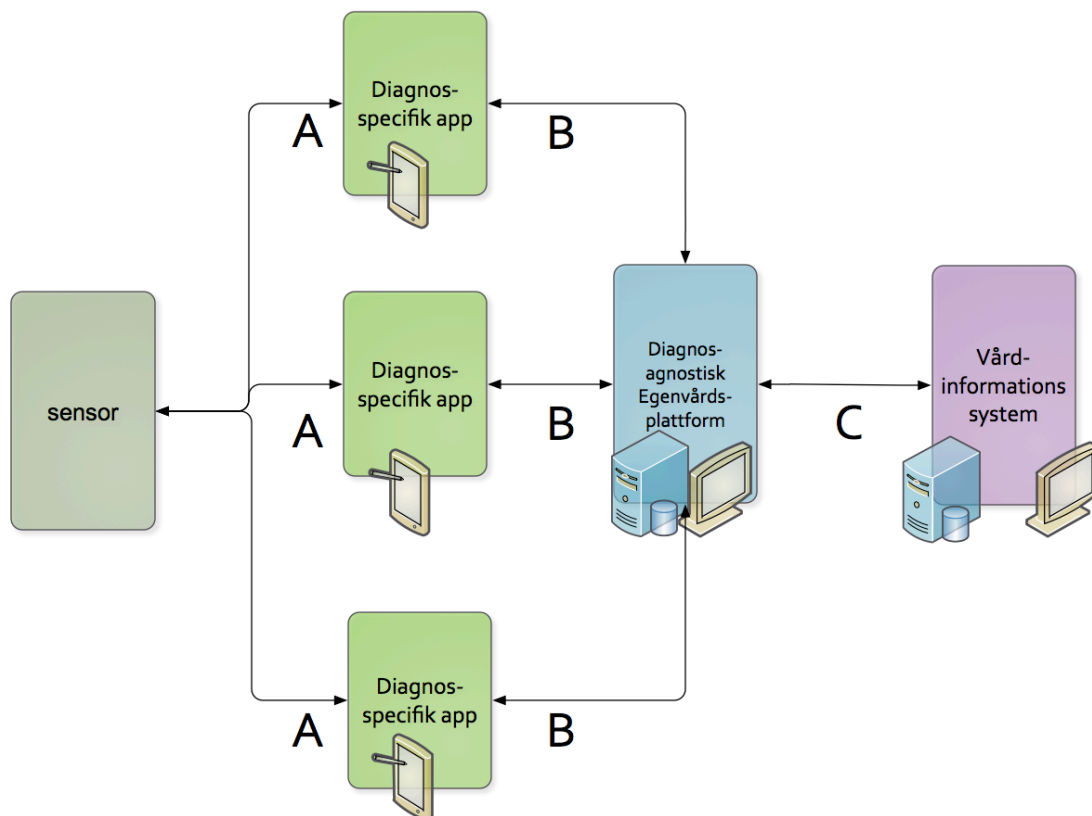 Diagnos-
specifik app
A
B
sensor
Diagnos-
specifik app
A
B
Diagnos-
agnostisk
Egenvårds-
plattform
C
Vård-
informations
system
Diagnos-
specifik app
A
B